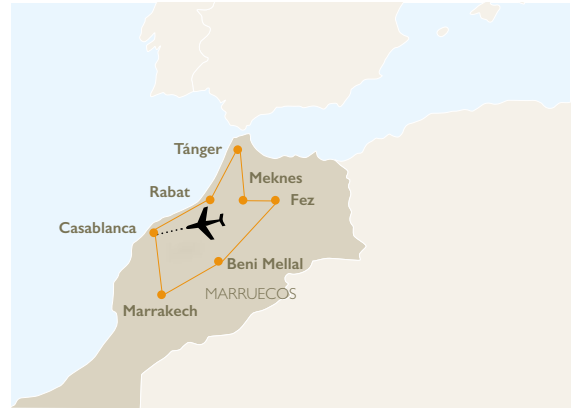 Tánger
Meknes
Rabat
Fez
Casablanca
Beni Mellal
MARRUECOS
Marrakech